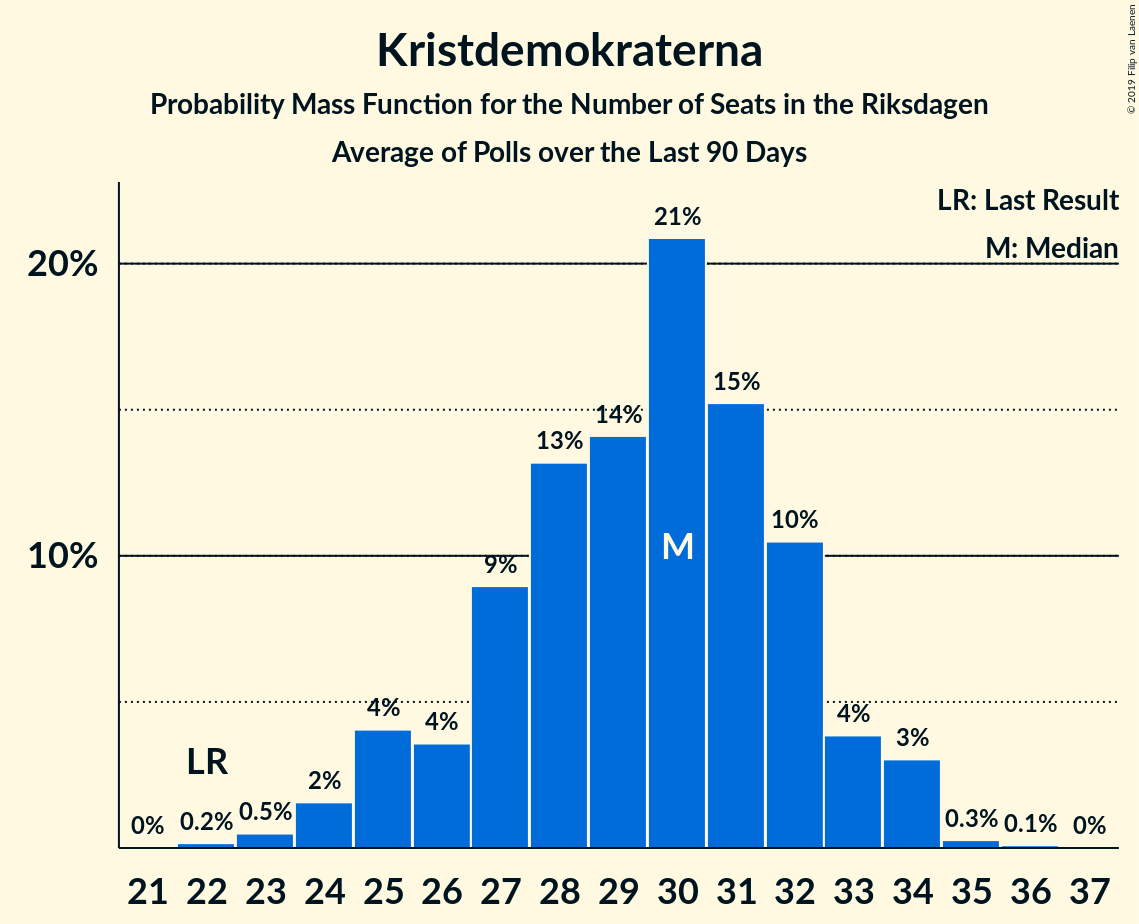 © 2019 Filip van Laenen
Kristdemokraterna
Probability Mass Function for the Number of Seats in the Riksdagen
Average of Polls over the Last 90 Days
LR: Last Result
M: Median
20%
10%
0%
0.2%
0.5%
2%
4%
4%
9%
13%
14%
21%
15%
10%
4%
3%
0.3%
0.1%
0%
LR
M
21 22 23 24 25 26 27 28 29 30 31 32 33 34 35 36 37